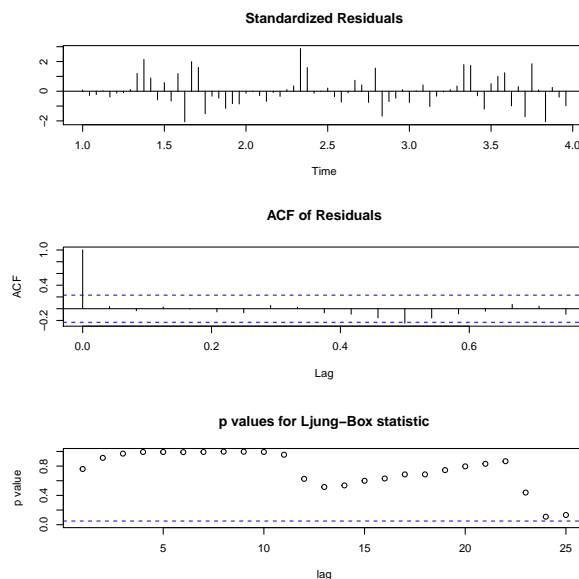 Standardized Residuals
2
0
−2
1.0 1.5 2.0 2.5 3.0 3.5 4.0
Time
ACF of Residuals
1.0
0.4
−0.2
ACF
0.0 0.2 0.4 0.6
Lag
p values for Ljung−Box statistic
0.8
0.4
0.0
p value
5 10 15 20 25
lag